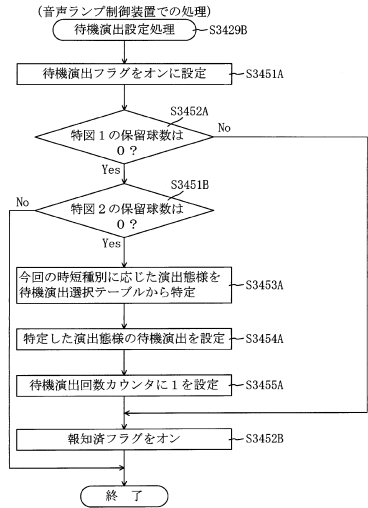 (音声ランプ制御装置での処理)
待機演出設定処理
S3429B
待機演出フラグをオンに設定
S3451A
S3452A
特図1の保留球数は
0?
No
Yes
S3451B
No
特図2の保留球数は
0?
Yes
今回の時短種別に応じた演出態様を
待機演出選択テーブルから特定
S3453A
特定した演出態様の待機演出を設定
S3454A
待機演出回数カウンタに1を設定
S3455A
報知済フラグをオン
S3452B
終了